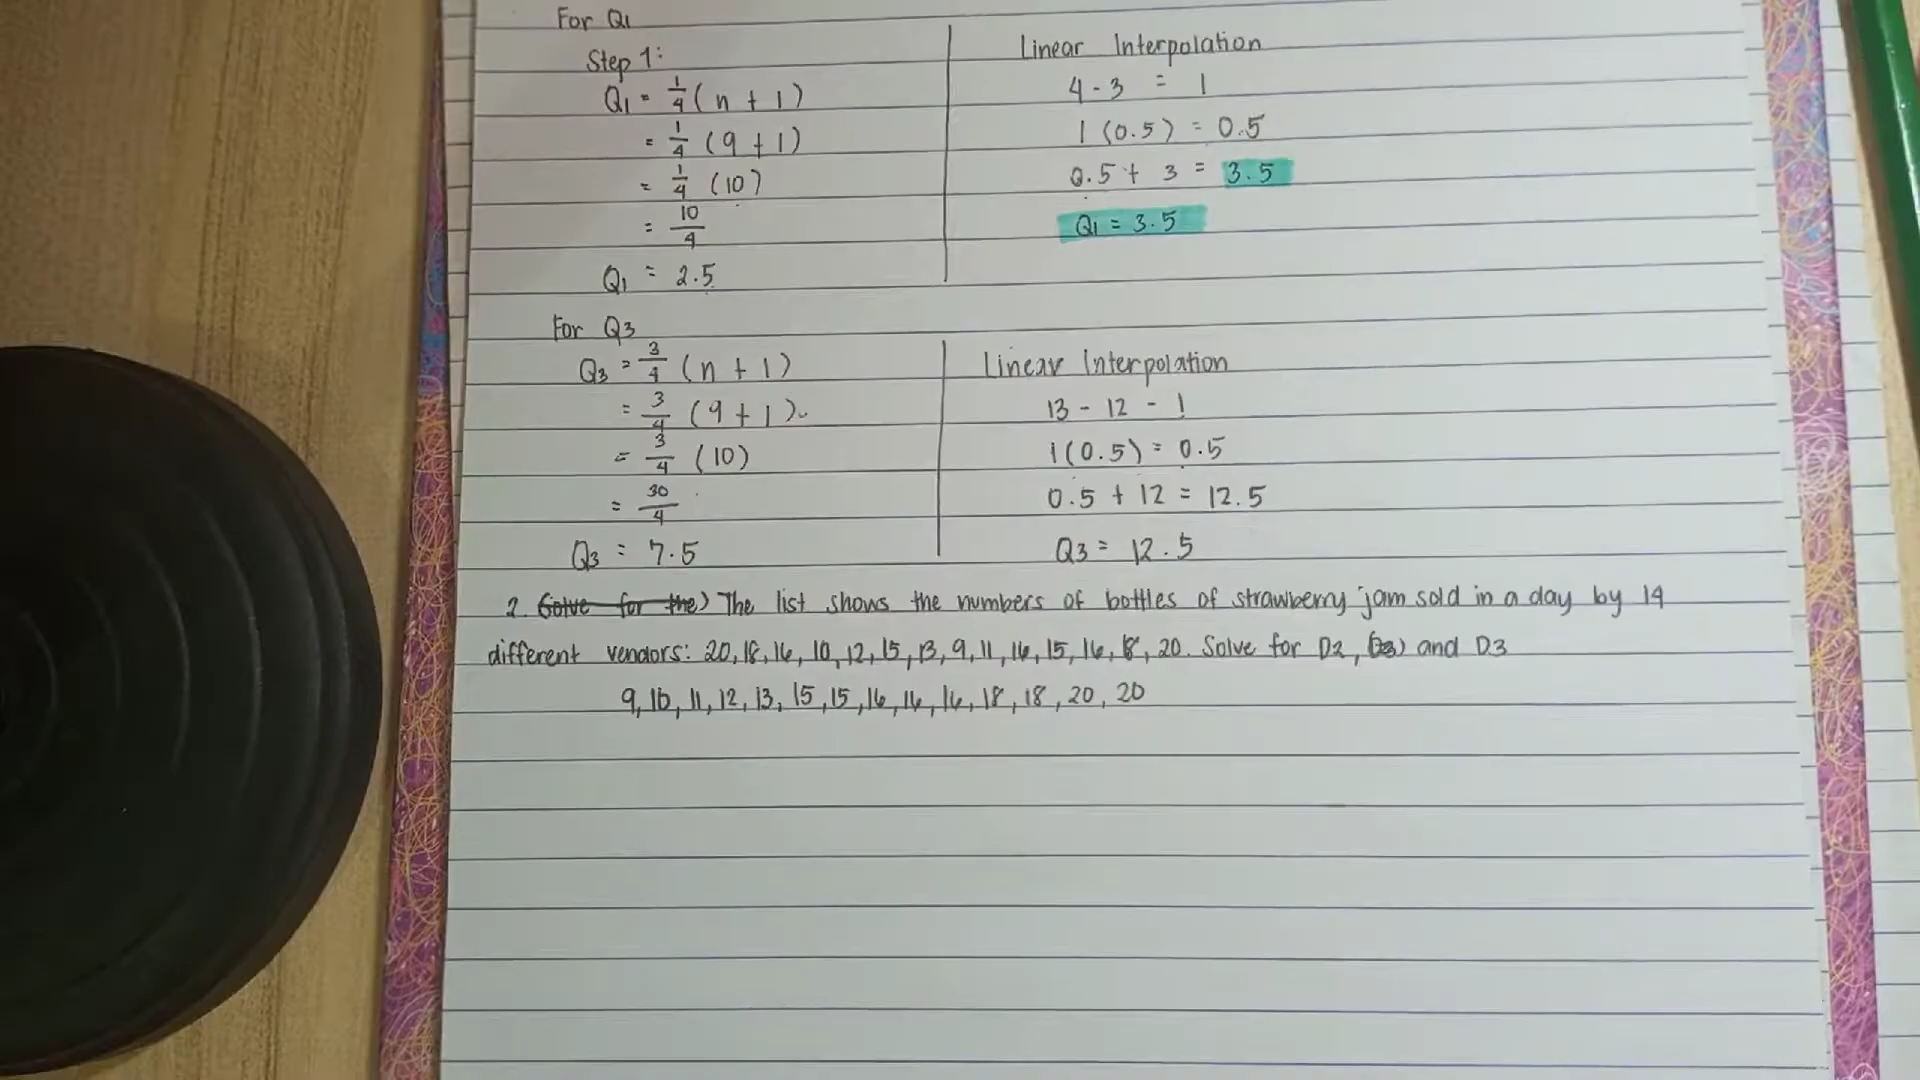 For Q1
Step 1:
Q1 = 1/4 (n + 1)
= 1/4 (9 + 1)
= 1/4 (10)
= 10/4
Q1 = 2.5
Linear Interpolation
4 - 3 = 1
1 (0.5) = 0.5
0.5 + 3 = 3.5
Q1 = 3.5
For Q3
Q3 = 3/4 (n + 1)
= 3/4 (9 + 1)
= 3/4 (10)
= 30/4
Q3 = 7.5
Linear Interpolation
13 - 12 - 1
1 (0.5) = 0.5
0.5 + 12 = 12.5
Q3 = 12.5
2. Solve for the) The list shows the numbers of bottles of strawberry jam sold in a day by 14
different vendors: 20, 18, 16, 10, 12, 15, 13, 9, 11, 16, 15, 16, 18, 20. Solve for D2, and D3
9, 10, 11, 12, 13, 15, 15, 16, 16, 16, 18, 18, 20, 20